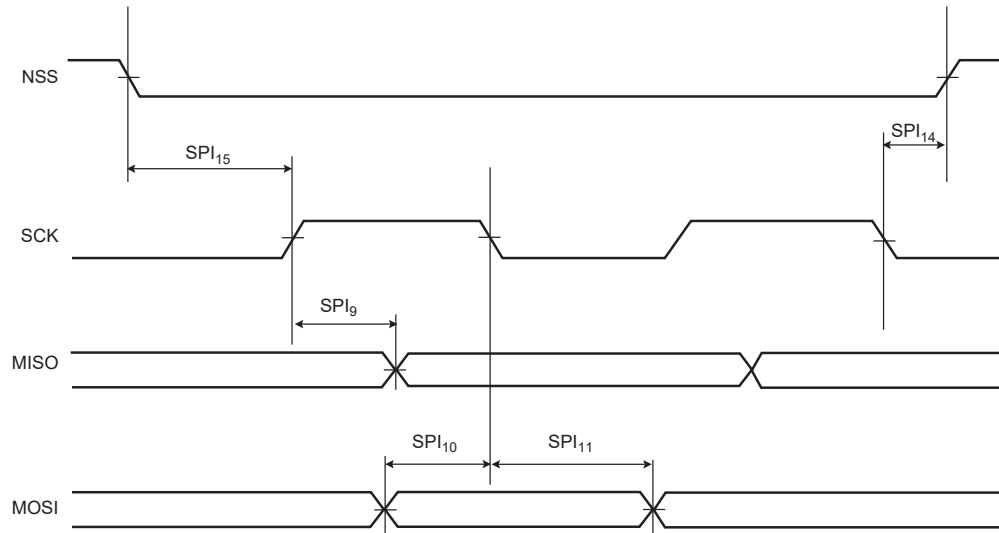 NSS
SPI₁₅
SPI₁₄
SCK
SPI₉
MISO
SPI₁₀
SPI₁₁
MOSI